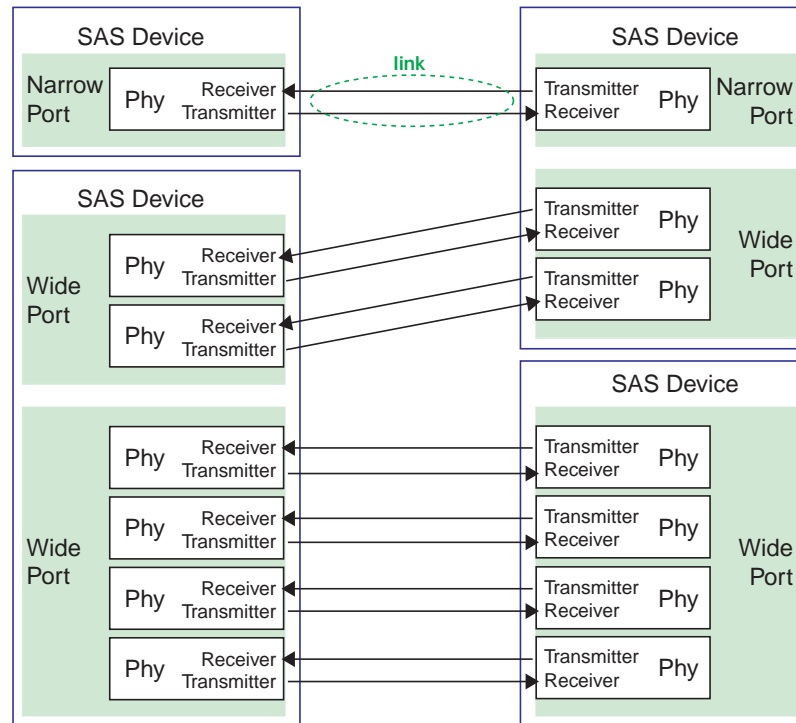 SAS Device
Narrow
Port
Phy
Receiver
Transmitter
link
SAS Device
Transmitter
Receiver
Phy
Narrow
Port
SAS Device
Wide
Port
Phy
Receiver
Transmitter
Phy
Receiver
Transmitter
Transmitter
Receiver
Phy
Transmitter
Receiver
Phy
Wide
Port
Wide
Port
Phy
Receiver
Transmitter
Phy
Receiver
Transmitter
Phy
Receiver
Transmitter
Phy
Receiver
Transmitter
SAS Device
Transmitter
Receiver
Phy
Transmitter
Receiver
Phy
Transmitter
Receiver
Phy
Transmitter
Receiver
Phy
Wide
Port